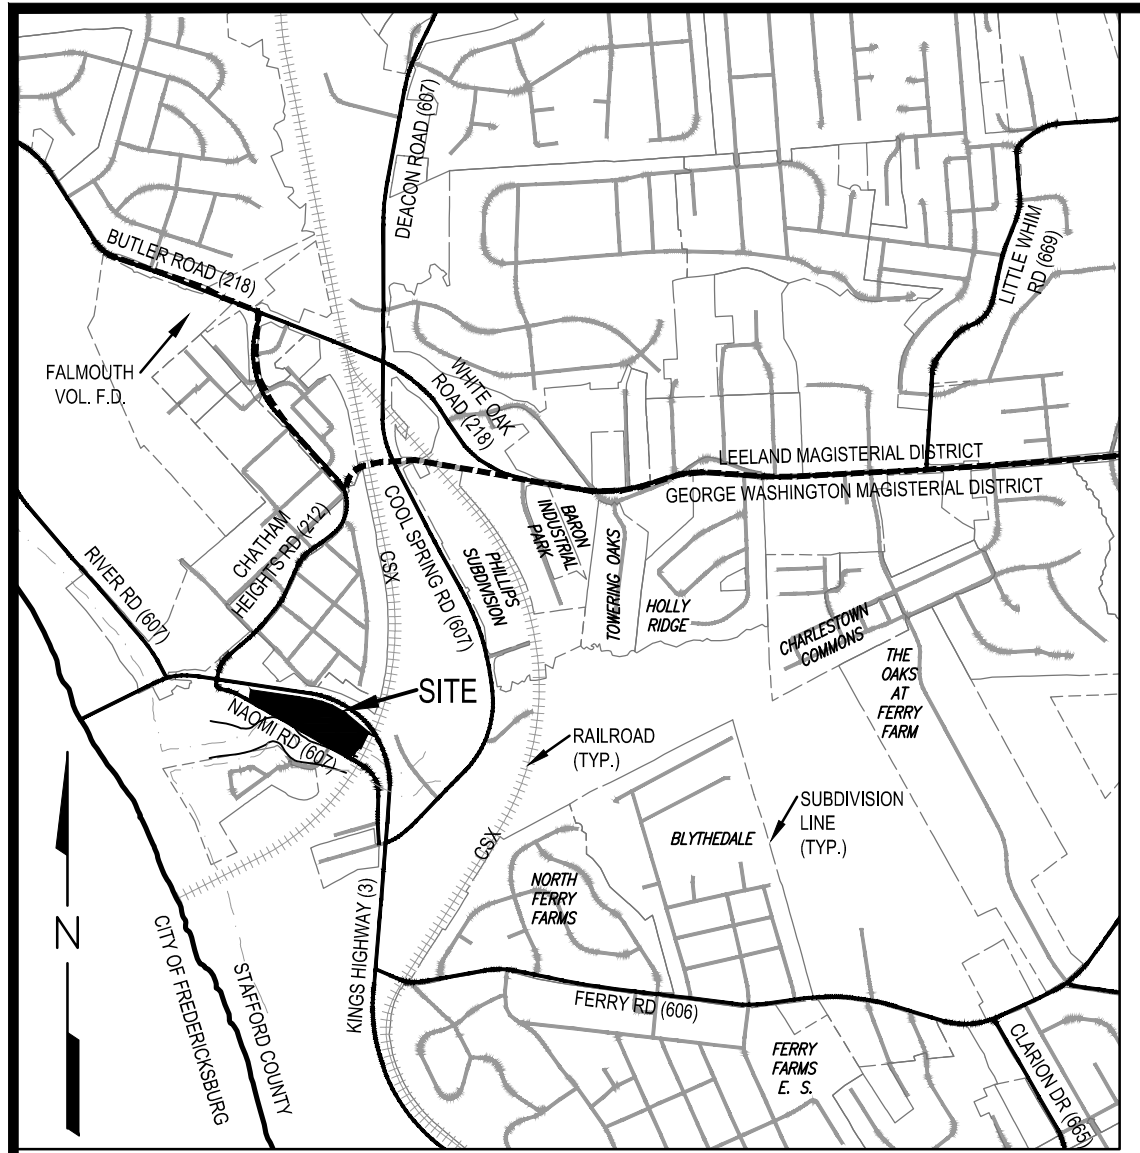 DEACON ROAD (607)
BUTLER ROAD (218)
LITTLE WHIM
RD (669)
FALMOUTH
VOL. F.D.
WHITE OAK
ROAD (218)
LEELAND MAGISTERIAL DISTRICT
GEORGE WASHINGTON MAGISTERIAL DISTRICT
CHATHAM
HEIGHTS RD (212)
COOL SPRING RD (607)
CSX
BARON
INDUSTRIAL
PARK
PHILLIPS
SUBDIVISION
TOWERING OAKS
HOLLY
RIDGE
RIVER RD (607)
CHARLESTOWN
COMMONS
THE
OAKS
AT
FERRY
FARM
SITE
NAOMI RD (607)
RAILROAD
(TYP.)
SUBDIVISION
LINE
(TYP.)
BLYTHEDALE
CSX
NORTH
FERRY
FARMS
N
CITY OF FREDERICKSBURG
STAFFORD COUNTY
KINGS HIGHWAY (3)
FERRY RD (606)
FERRY
FARMS
E. S.
CLARION DR (665)